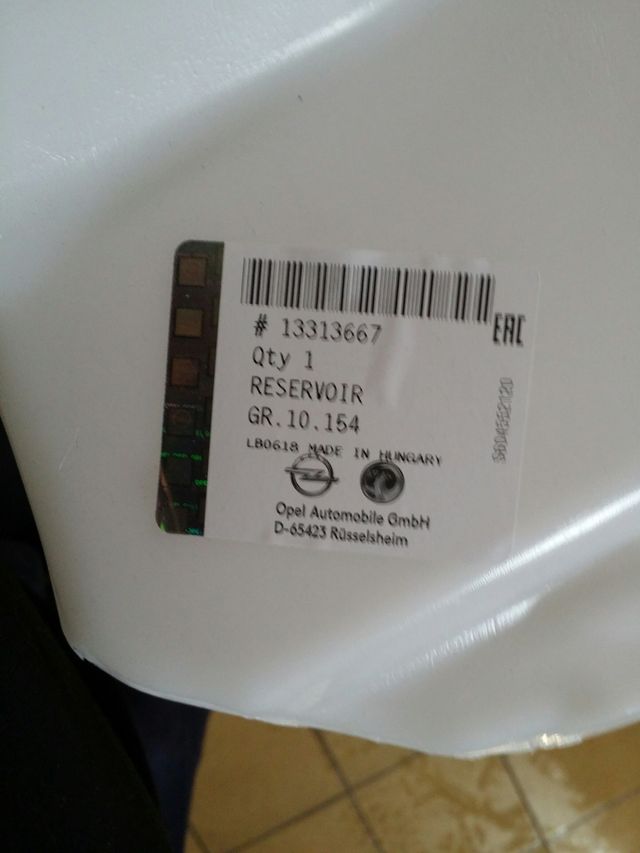 # 13313667
EAC
Qty 1
RESERVOIR
GR.10.154
LB0618 MADE IN HUNGARY
Opel Automobile GmbH
D-65423 Rüsselsheim